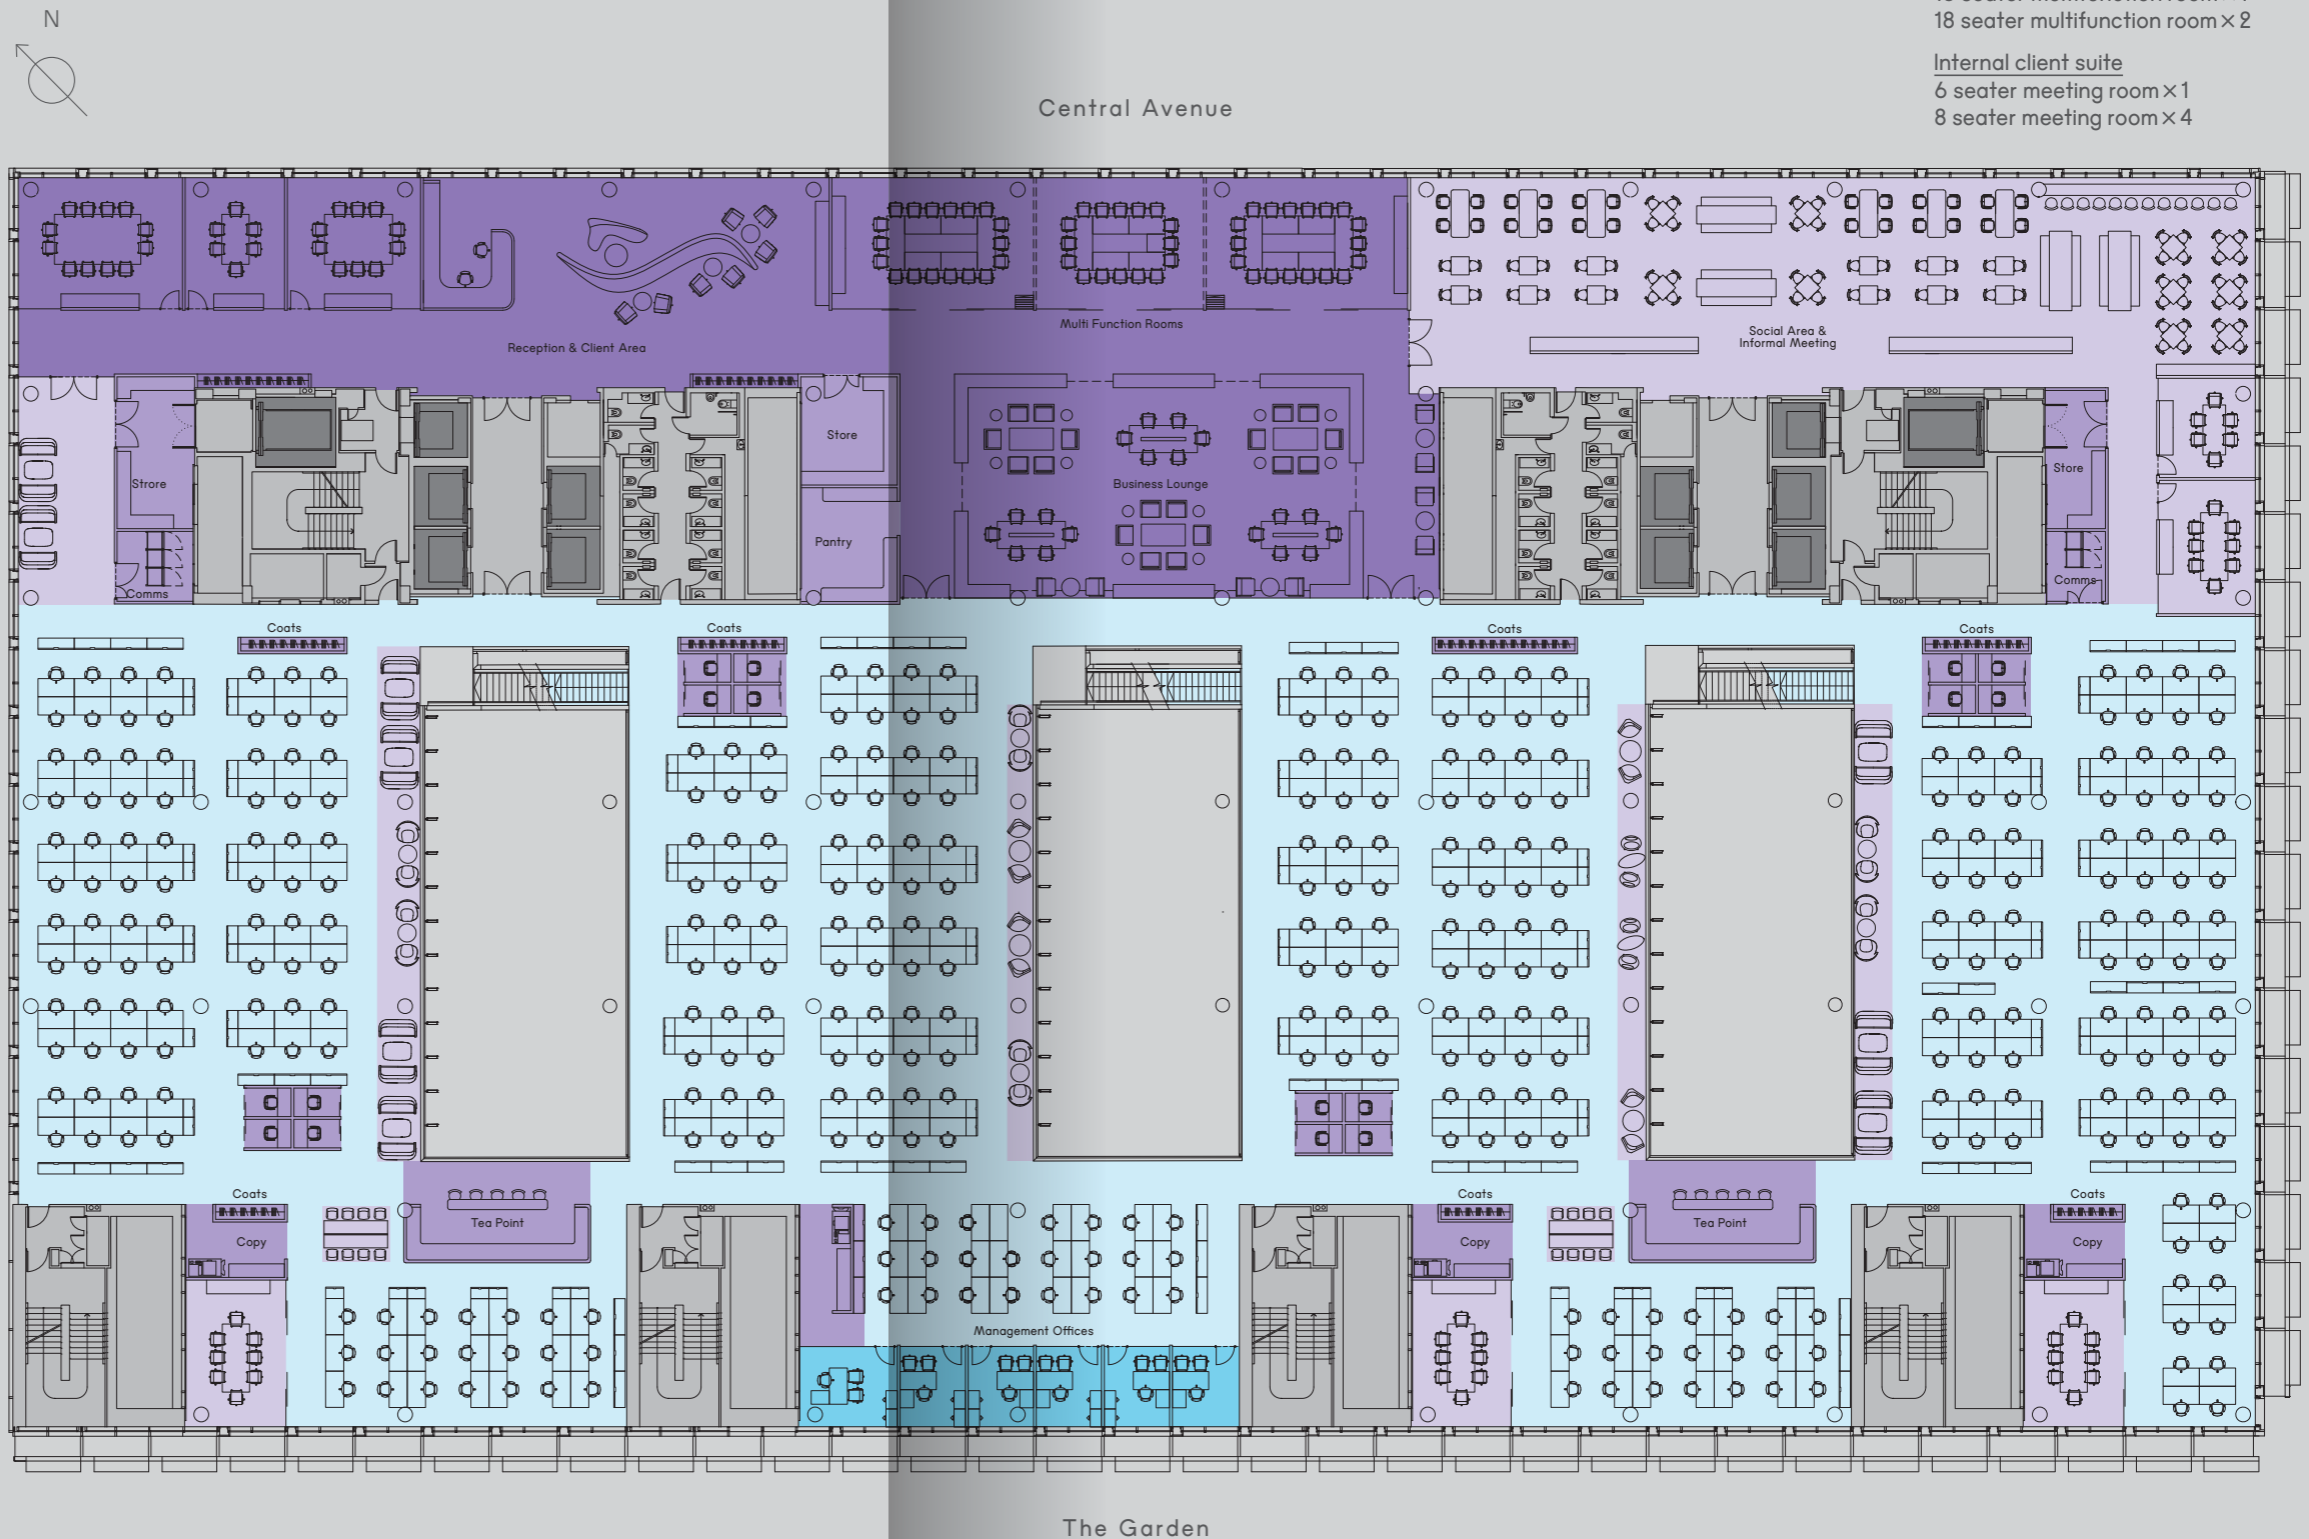 N
18 seater multifunction room × 2
Internal client suite
6 seater meeting room × 1
8 seater meeting room × 4
Central Avenue
Multi Function Rooms
Reception & Client Area
Social Area &
Informal Meeting
Store
Strore
Business Lounge
Store
Pantry
Comms
Comms
Coats
Coats
Coats
Coats
Coats
Coats
Coats
Tea Point
Tea Point
Copy
Copy
Copy
Management Offices
The Garden